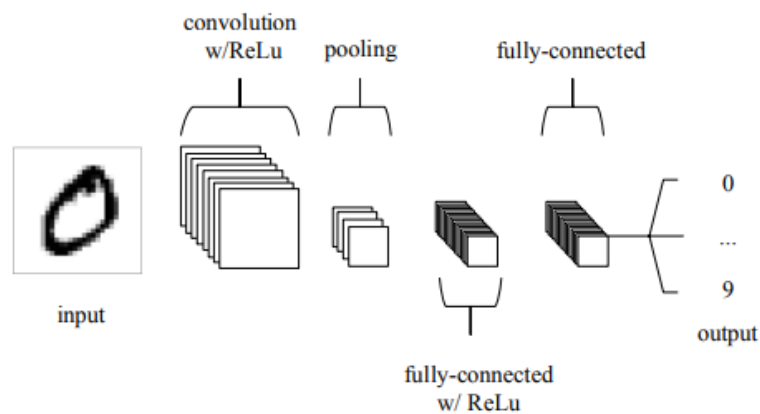 convolution
w/ReLu
pooling
fully-connected
input
0
...
9
output
fully-connected
w/ ReLu